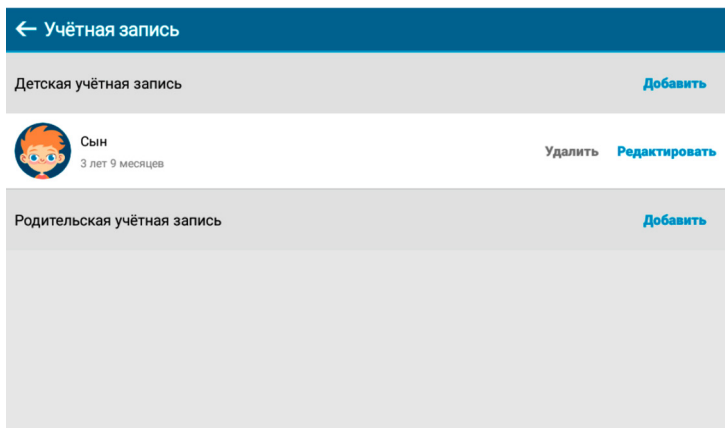 Учётная запись
Детская учётная запись Добавить
Сын
3 лет 9 месяцев
Удалить Редактировать
Родительская учётная запись Добавить